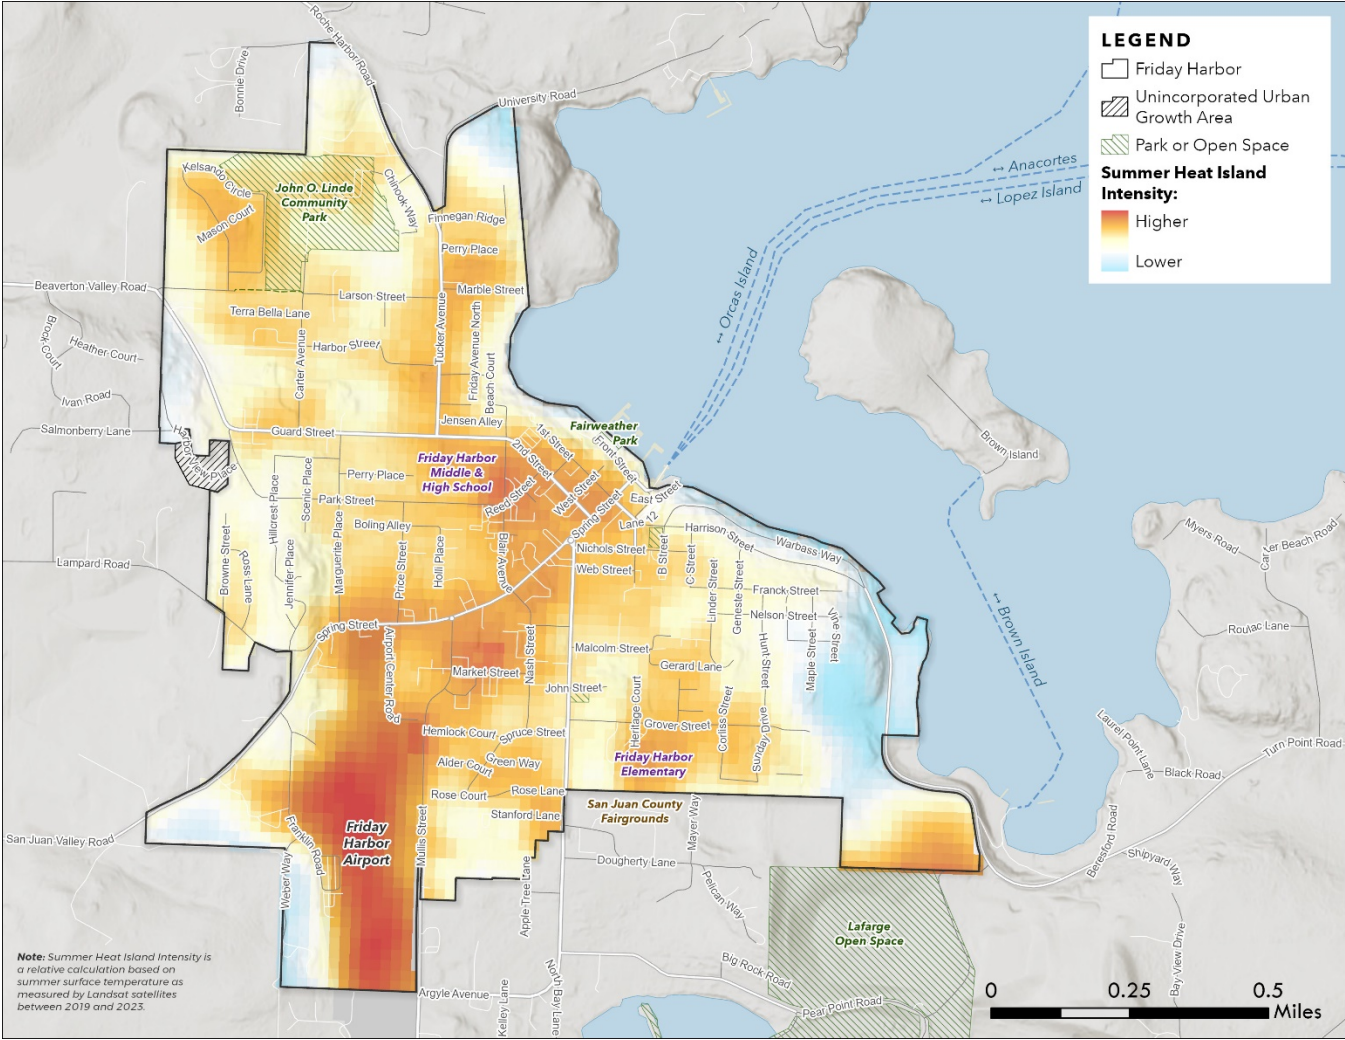 LEGEND
Friday Harbor
Unincorporated Urban
Growth Area
Park or Open Space
Summer Heat Island
Intensity:
Higher
Lower
Roche Harbor Road
Bonnie Drive
University Road
↔ Anacortes
↔ Lopez Island
Kelsando Circle
John O. Linde
Community
Park
Chinook Way
Mason Court
Finnegan Ridge
Perry Place
↔ Orcas Island
Beaverton Valley Road
Larson Street
Marble Street
Terra Bella Lane
Tucker Avenue
Friday Avenue North
Brock Court
Heather Court
Harbor Street
Carter Avenue
Beach Court
Ivan Road
Jensen Alley
Salmonberry Lane
Guard Street
1st Street
Fairweather
Park
Front Street
Brown Island
2nd Street
Friday Harbor
Middle &
High School
Perry Place
Scenic Place
Hillcrest Place
Reed Street
West Street
East Street
Park Street
Spring Street
Lane 12
Boling Alley
Harrison Street
Warbass Way
Myers Road
Carter Beach Road
Marguerite Place
Browne Street
Ross Lane
Jennifer Place
Price Street
Holli Place
Blair Avenue
Nichols Street
Web Street
B Street
C Street
Lampard Road
Linder Street
Geneste Street
Franck Street
Nelson Street
Vine Street
Maple Street
Hunt Street
Roulac Lane
↔ Brown Island
Spring Street
Airport Center Road
Nash Street
Malcolm Street
Gerard Lane
Market Street
John Street
Heritage Court
Corliss Street
Sunday Avenue
Grover Street
Hemlock Court
Spruce Street
Laurel Point Lane
Turn Point Road
Alder Court
Green Way
Friday Harbor
Elementary
Black Road
Rose Court
Rose Lane
San Juan County
Fairgrounds
Stanford Lane
Mayer Way
San Juan Valley Road
Franklin Road
Friday
Harbor
Airport
Mullis Street
Dougherty Lane
Beresford Road
Shipyard Way
Weber Way
Apple Tree Lane
Pelican Way
Lafarge
Open Space
Bay View Drive
Note: Summer Heat Island Intensity is
a relative calculation based on
summer surface temperature as
measured by Landsat satellites
between 2019 and 2023.
Big Rock Road
Pear Point Road
Argyle Avenue
Kelley Lane
North Bay Lane
0 0.25 0.5
Miles